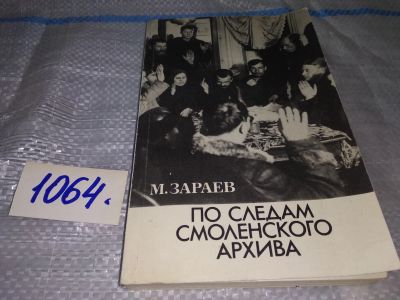 1064.
М. ЗАРАЕВ
ПО СЛЕДАМ
СМОЛЕНСКОГО
АРХИВА